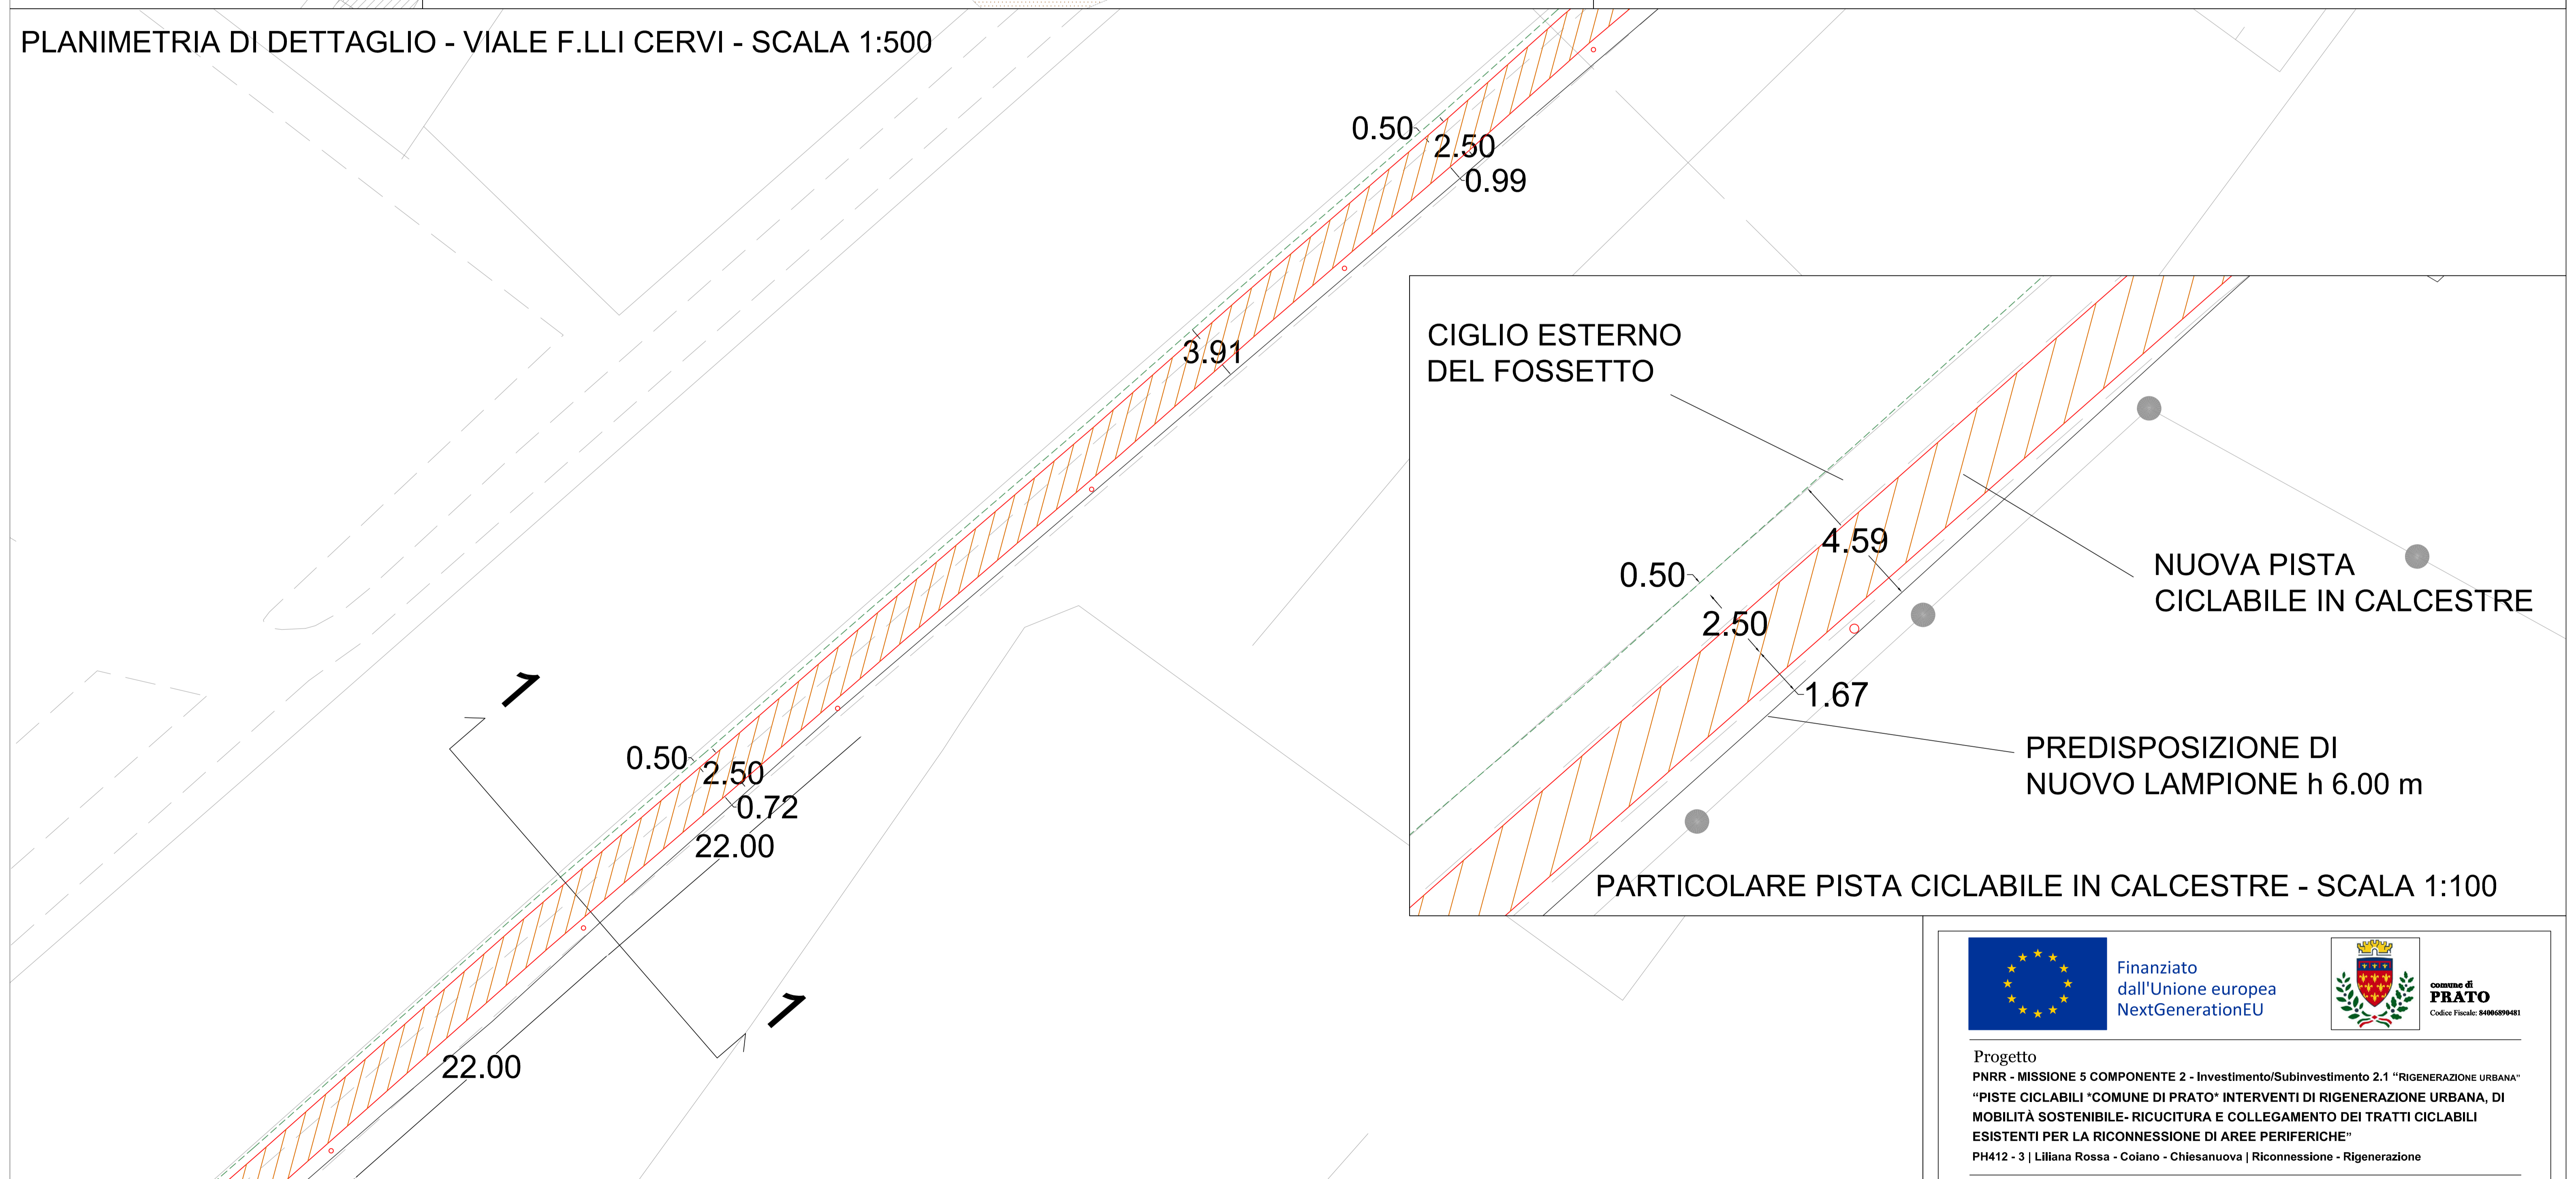 PLANIMETRIA DI DETTAGLIO - VIALE F.LLI CERVI - SCALA 1:500
0.50
2.50
0.99
3.91
1
0.50
2.50
0.72
22.00
1
22.00
CIGLIO ESTERNO
DEL FOSSETTO
4.59
0.50
2.50
1.67
NUOVA PISTA
CICLABILE IN CALCESTRE
PREDISPOSIZIONE DI
NUOVO LAMPIONE h 6.00 m
PARTICOLARE PISTA CICLABILE IN CALCESTRE - SCALA 1:100
Finanziato
dall'Unione europea
NextGenerationEU
comune di
PRATO
Codice Fiscale: 84006890481
Progetto
PNRR - MISSIONE 5 COMPONENTE 2 - Investimento/Subinvestimento 2.1 “RIGENERAZIONE URBANA”
“PISTE CICLABILI *COMUNE DI PRATO* INTERVENTI DI RIGENERAZIONE URBANA, DI
MOBILITÀ SOSTENIBILE- RICUCITURA E COLLEGAMENTO DEI TRATTI CICLABILI
ESISTENTI PER LA RICONNESSIONE DI AREE PERIFERICHE”
PH412 - 3 | Liliana Rossa - Coiano - Chiesanuova | Riconnessione - Rigenerazione